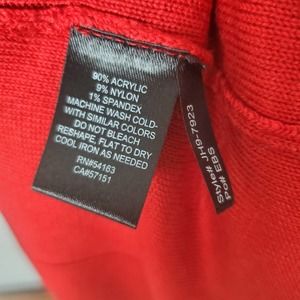 90% ACRYLIC
9% NYLON
1% SPANDEX
MACHINE WASH COLD-
WITH SIMILAR COLORS
DO NOT BLEACH
RESHAPE, FLAT TO DRY
COOL IRON AS NEEDED
RN#54163
CA#57151
Style# JH9-7923
Po# EBS